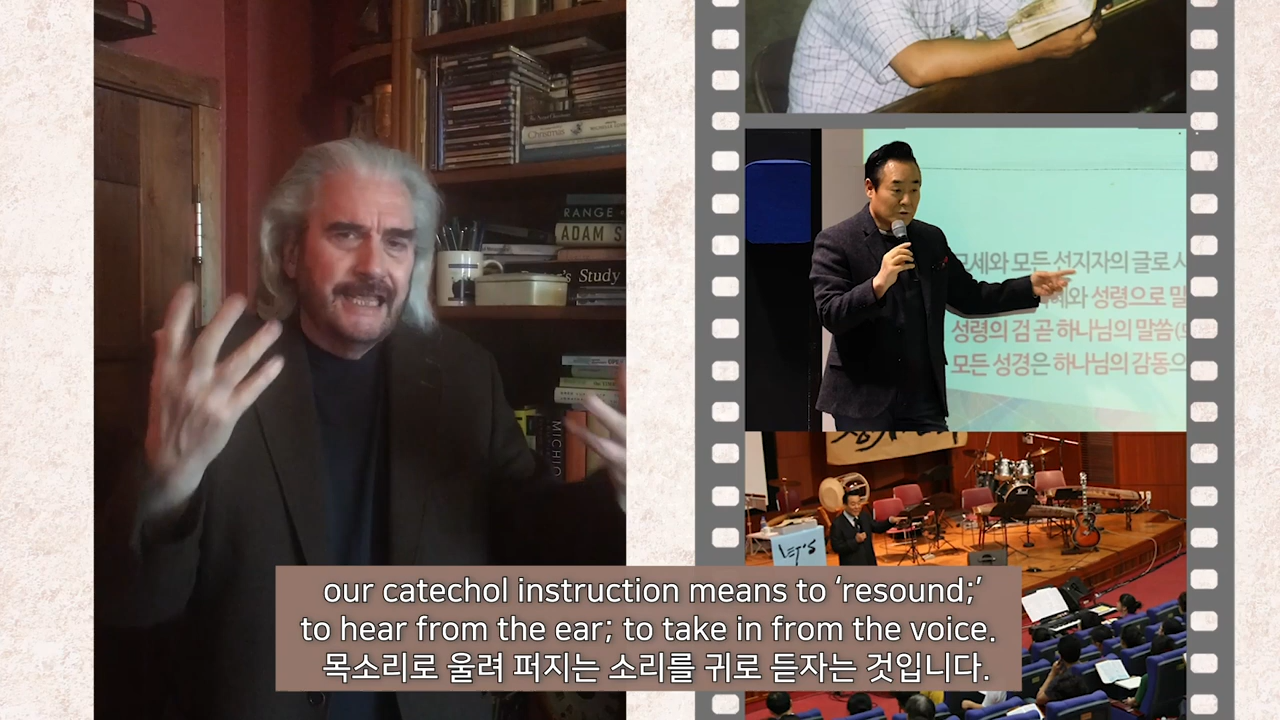 Christmas
RANGE
ADAM S
Study
MICHIO
모세와 모든 성지자의 글로
성령으로 말
성령의 검 곧 하나님의 말씀
모든 성경은 하나님의 감동으
LET'S
our catechol instruction means to ‘resound;’
to hear from the ear; to take in from the voice.
목소리로 울려 퍼지는 소리를 귀로 듣자는 것입니다.